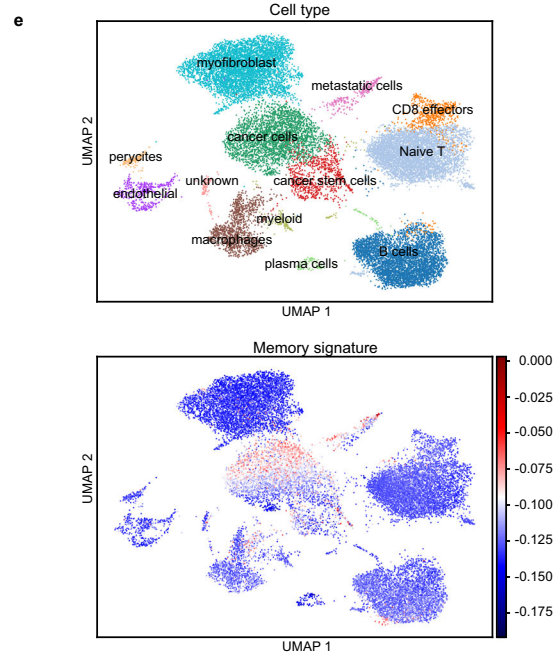 e
Cell type
myofibroblast
metastatic cells
CD8 effectors
cancer cells
Naive T
pericytes
unknown
cancer stem cells
endothelial
myeloid
macrophages
B cells
plasma cells
UMAP 2
UMAP 1
Memory signature
0.000
-0.025
-0.050
-0.075
-0.100
-0.125
-0.150
-0.175
UMAP 2
UMAP 1